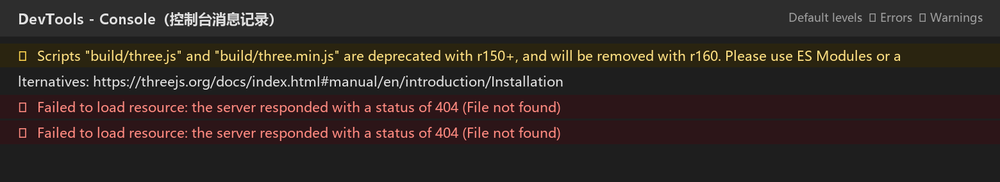 DevTools - Console（控制台消息记录） Default levels Errors Warnings
Scripts "build/three.js" and "build/three.min.js" are deprecated with r150+, and will be removed with r160. Please use ES Modules or a
lternatives: https://threejs.org/docs/index.html#manual/en/introduction/Installation
Failed to load resource: the server responded with a status of 404 (File not found)
Failed to load resource: the server responded with a status of 404 (File not found)